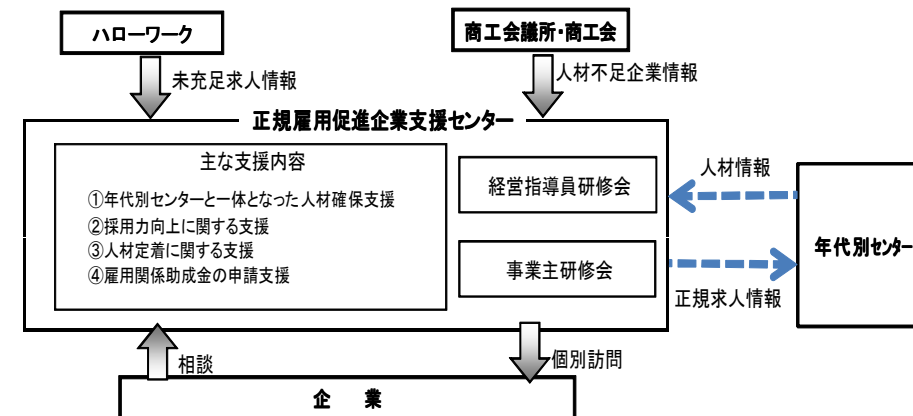 ハローワーク
商工会議所・商工会
未充足求人情報
人材不足企業情報
正規雇用促進企業支援センター
主な支援内容
①年代別センターと一体となった人材確保支援
②採用力向上に関する支援
③人材定着に関する支援
④雇用関係助成金の申請支援
経営指導員研修会
事業主研修会
人材情報
正規求人情報
年代別センター
相談
個別訪問
企　業